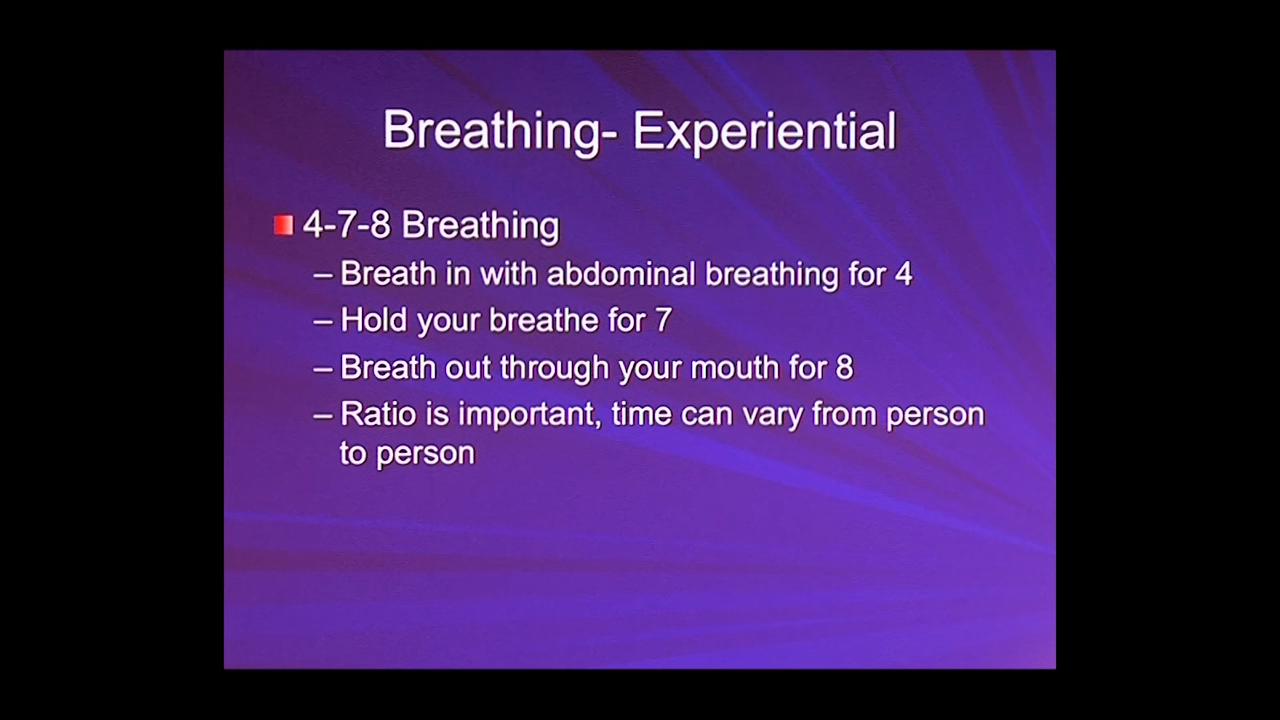 Breathing- Experiential
4-7-8 Breathing
– Breath in with abdominal breathing for 4
– Hold your breathe for 7
– Breath out through your mouth for 8
– Ratio is important, time can vary from person
to person